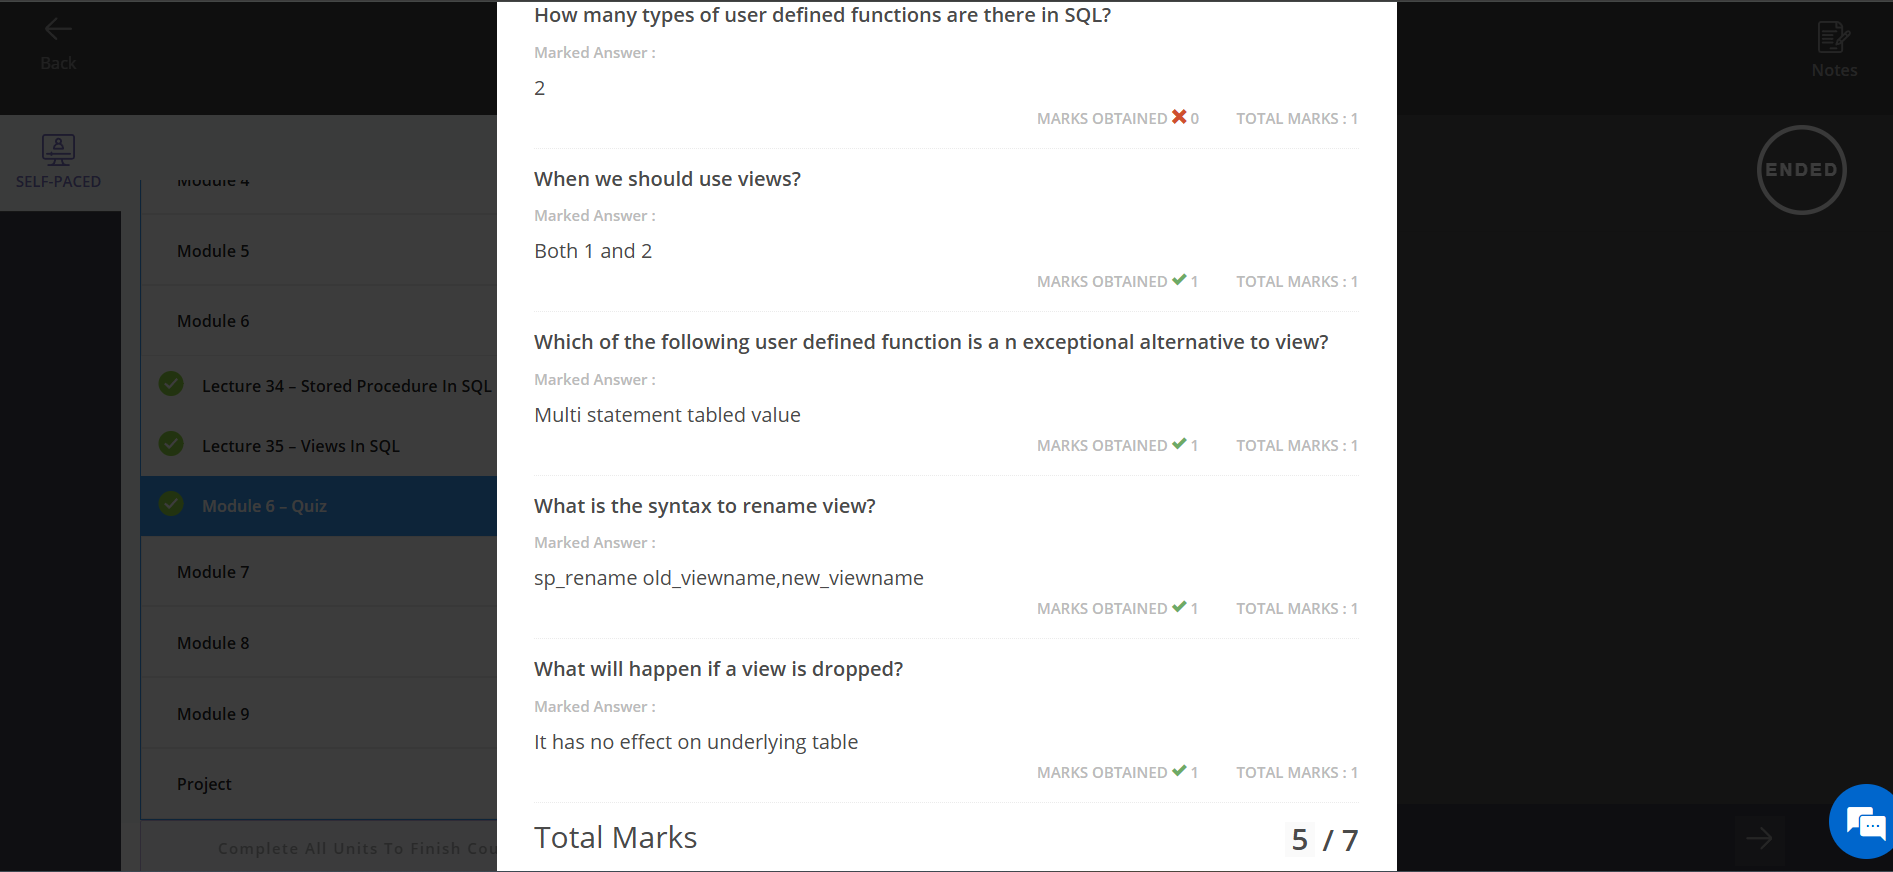 Back
Notes
SELF-PACED
ENDED
Module 4
Module 5
Module 6
Lecture 34 – Stored Procedure In SQL
Lecture 35 – Views In SQL
Module 6 – Quiz
Module 7
Module 8
Module 9
Project
Complete All Units To Finish Cou
How many types of user defined functions are there in SQL?
Marked Answer :
2
MARKS OBTAINED 0 TOTAL MARKS : 1
When we should use views?
Marked Answer :
Both 1 and 2
MARKS OBTAINED 1 TOTAL MARKS : 1
Which of the following user defined function is a n exceptional alternative to view?
Marked Answer :
Multi statement tabled value
MARKS OBTAINED 1 TOTAL MARKS : 1
What is the syntax to rename view?
Marked Answer :
sp_rename old_viewname,new_viewname
MARKS OBTAINED 1 TOTAL MARKS : 1
What will happen if a view is dropped?
Marked Answer :
It has no effect on underlying table
MARKS OBTAINED 1 TOTAL MARKS : 1
Total Marks 5 / 7